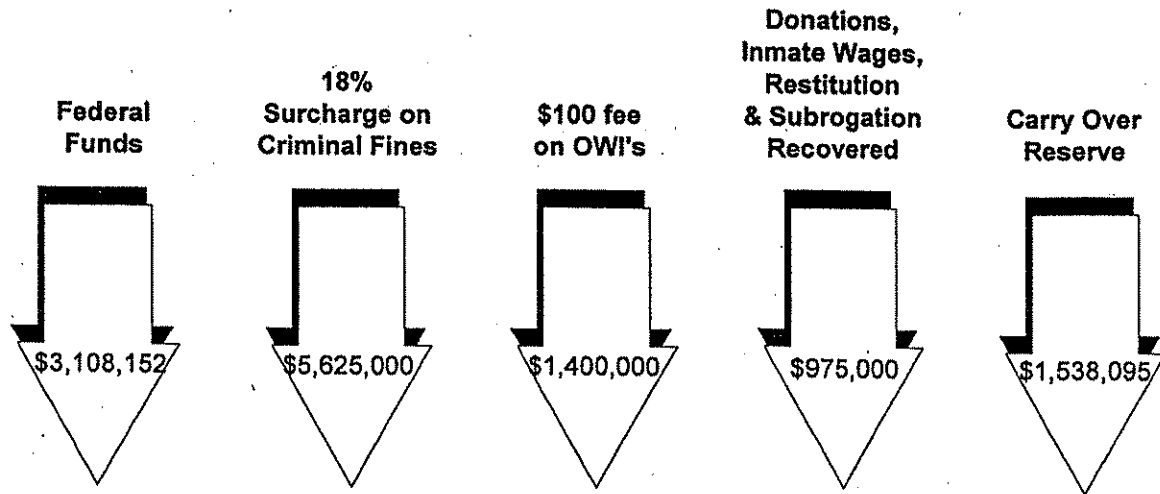 Federal
Funds
18%
Surcharge on
Criminal Fines
$100 fee
on OWI's
Donations,
Inmate Wages,
Restitution
& Subrogation
Recovered
Carry Over
Reserve
$3,108,152
$5,625,000
$1,400,000
$975,000
$1,538,095